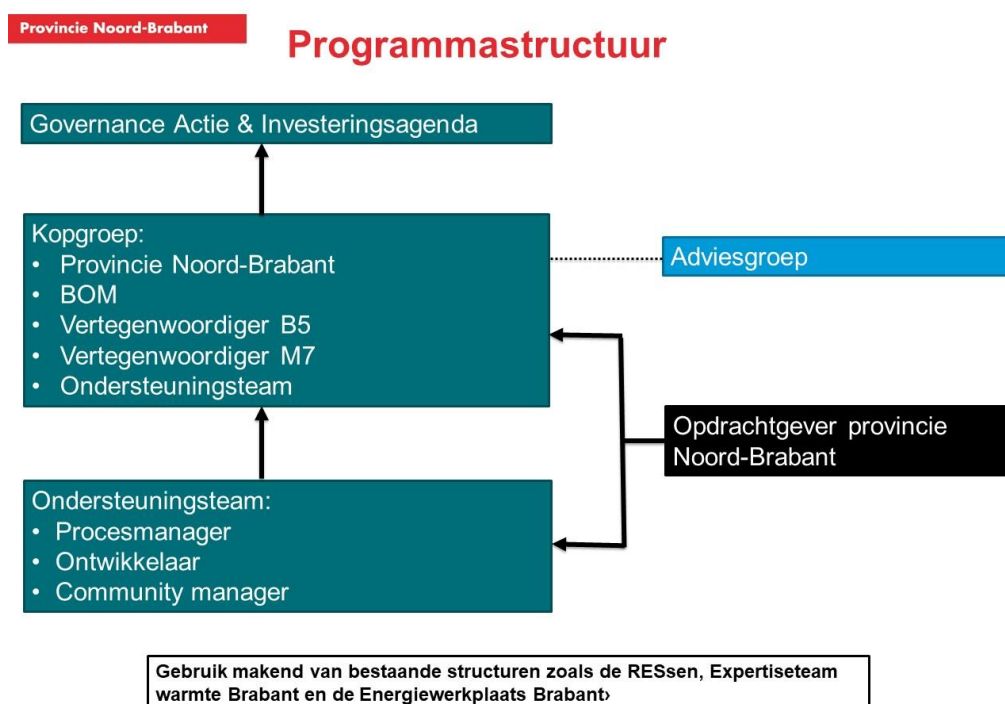 Provincie Noord-Brabant
Programmastructuur
Governance Actie & Investeringsagenda
Kopgroep:
• Provincie Noord-Brabant
• BOM
• Vertegenwoordiger B5
• Vertegenwoordiger M7
• Ondersteuningsteam
Adviesgroep
Opdrachtgever provincie
Noord-Brabant
Ondersteuningsteam:
• Procesmanager
• Ontwikkelaar
• Community manager
Gebruik makend van bestaande structuren zoals de RESsen, Expertiseteam
warmte Brabant en de Energiewerkplaats Brabant›